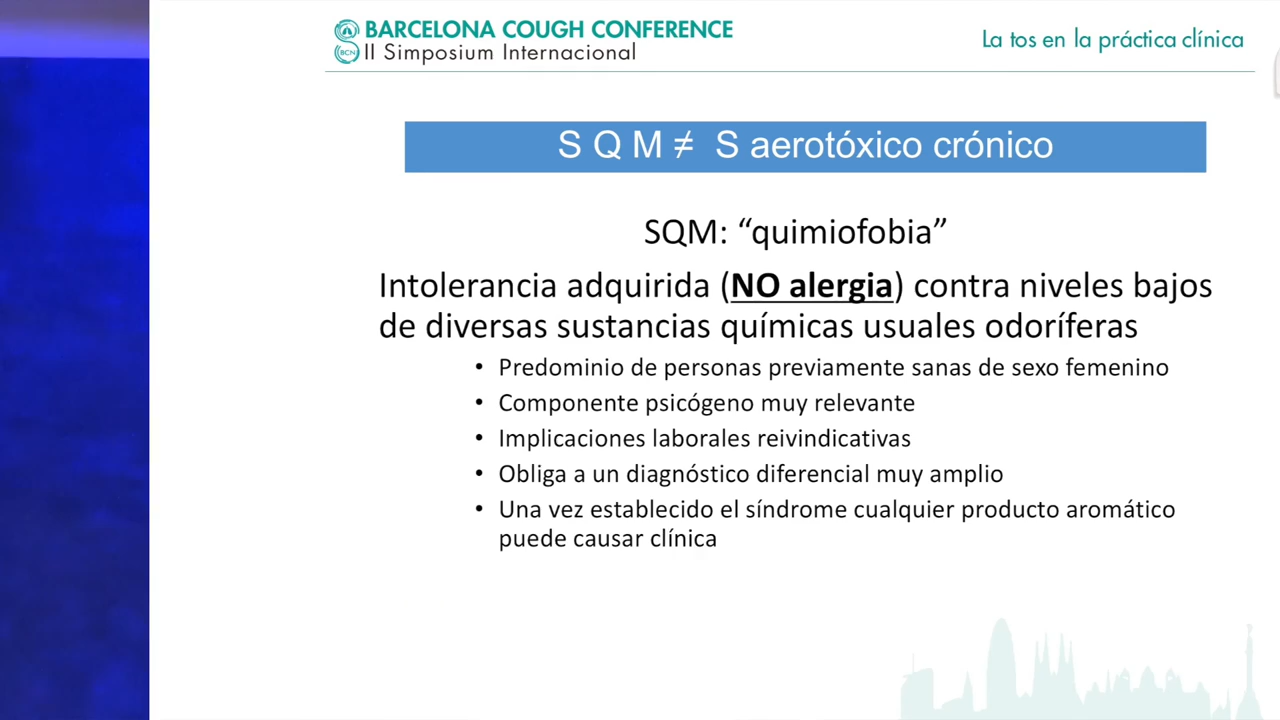 BARCELONA COUGH CONFERENCE
II Simposium Internacional
BCN
La tos en la práctica clínica
S Q M ≠ S aerotóxico crónico
SQM: “quimiofobia”
Intolerancia adquirida (NO alergia) contra niveles bajos
de diversas sustancias químicas usuales odoríferas
• Predominio de personas previamente sanas de sexo femenino
• Componente psicógeno muy relevante
• Implicaciones laborales reivindicativas
• Obliga a un diagnóstico diferencial muy amplio
• Una vez establecido el síndrome cualquier producto aromático
puede causar clínica